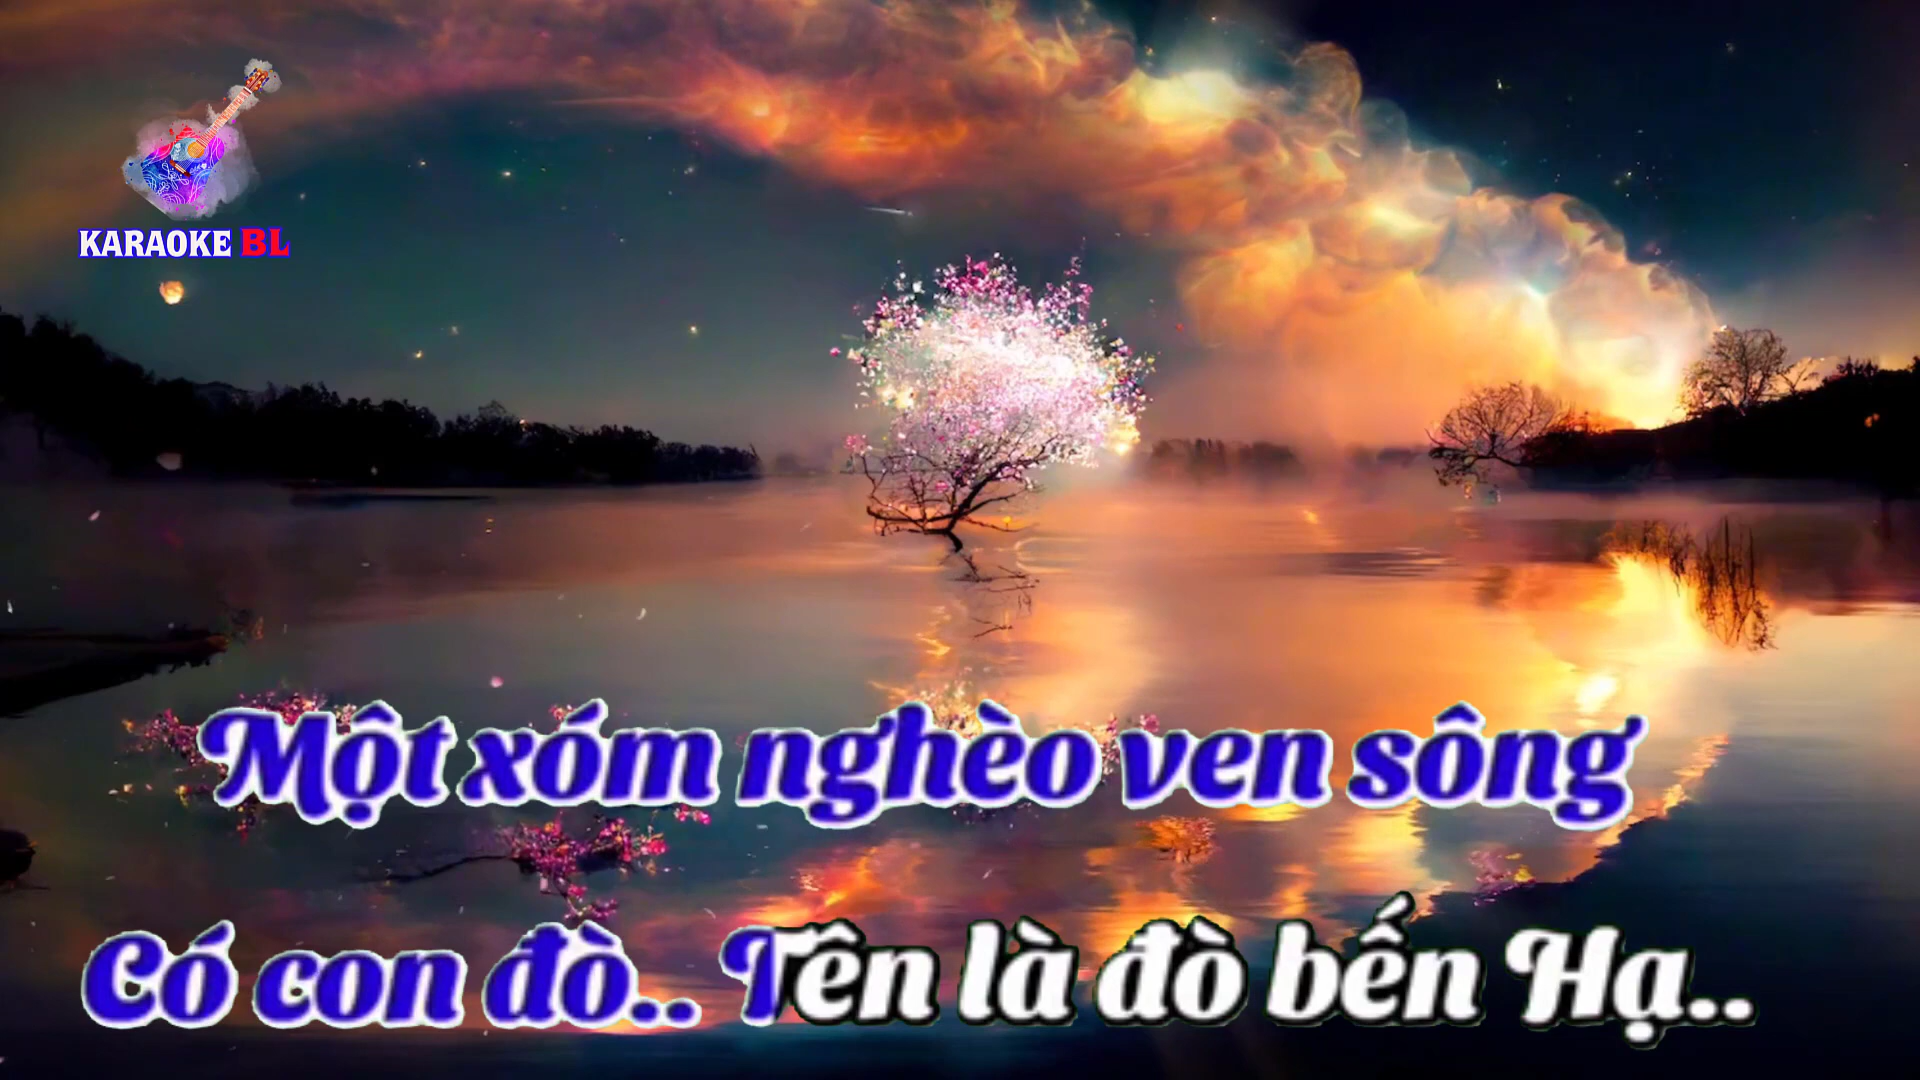 KARAOKE BL
Một xóm nghèo ven sông
Có con đò.. Tên là đò bến Hạ..